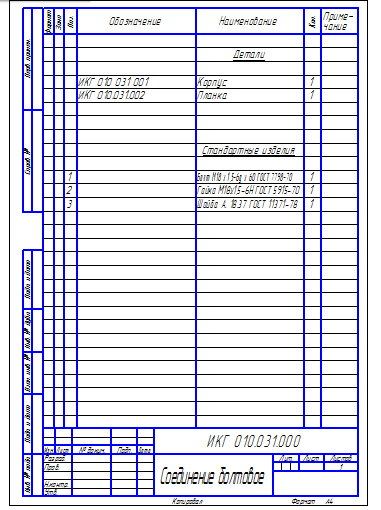 Формат
Зона
Поз.
Обозначение
Наименование
Кол.
Приме-
чание
Перв. примен.
Детали
ИКГ 010 031 001
Корпус
1
ИКГ 010.031.002
Планка
1
Справ. №
Стандартные изделия
1
Болт М18 х 1.5-6g х 60 ГОСТ 7798-70
1
2
Гайка М18х1.5-6Н ГОСТ 5915-70
1
3
Шайба А. 18.37 ГОСТ 11371-78
1
Подп. и дата
Инв. № дубл.
Взам. инв. №
Подп. и дата
Инв. № подл.
ИКГ 010.031.000
Изм. Лист
№ докум.
Подп.
Дата
Разраб.
Пров.
Н.контр.
Утв.
Соединение болтовое
Лит.
Лист
Листов
1
Копировал
Формат
А4